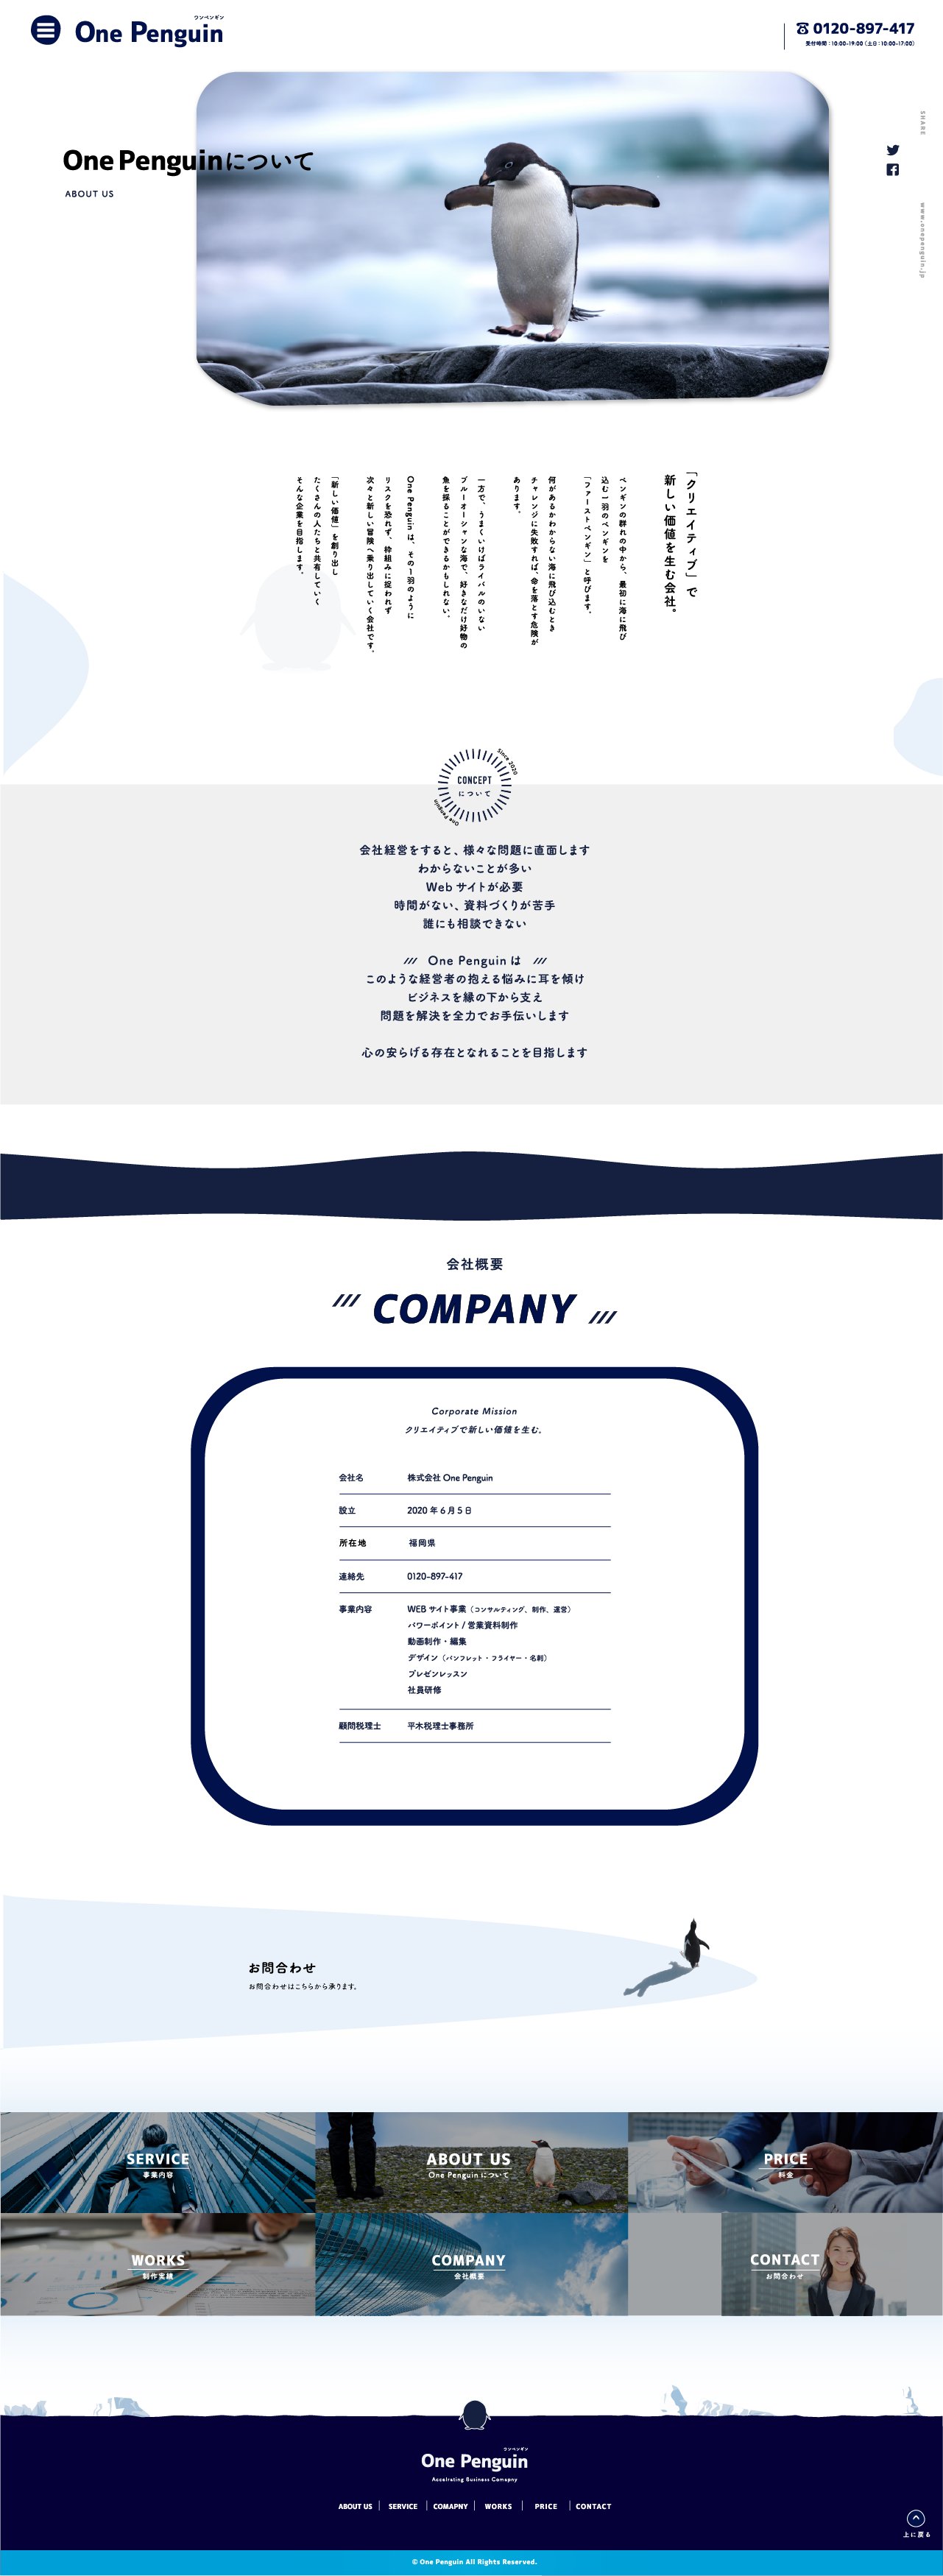 ワンペンギン
One Penguin
0120-897-417
受付時間：10:00-19:00（土日：10:00-17:00）
One Penguinについて
ABOUT US
SHARE
www.onepenguin.jp
「クリエイティブ」で
新しい価値を生む会社。
ペンギンの群れの中から、最初に海に飛び
込む1羽のペンギンを
「ファーストペンギン」と呼びます。
何があるかわからない海に飛び込むとき
チャレンジに失敗すれば、命を落とす危険が
あります。
一方で、うまくいけばライバルのいない
ブルーオーシャンな海で、好きなだけ好物の
魚を採ることができるかもしれない。
One Penguin は、その1羽のように
リスクを恐れず、枠組みに捉われず
次々と新しい冒険へ乗り出していく会社です。
「新しい価値」を創り出し
たくさんの人たちと共有していく
そんな企業を目指します。
Since 2020
CONCEPT
について
One Penguin
会社経営をすると、様々な問題に直面します
わからないことが多い
Web サイトが必要
時間がない、資料づくりが苦手
誰にも相談できない
One Penguin は
このような経営者の抱える悩みに耳を傾け
ビジネスを縁の下から支え
問題を解決を全力でお手伝いします
心の安らげる存在となれることを目指します
会社概要
COMPANY
Corporate Mission
クリエイティブで新しい価値を生む。
会社名 株式会社 One Penguin
設立 2020 年 6 月 5 日
所在地 福岡県
連絡先 0120-897-417
事業内容 WEB サイト事業（コンサルティング、制作、運営）
パワーポイント / 営業資料制作
動画制作・編集
デザイン（パンフレット・フライヤー・名刺）
プレゼンレッスン
社員研修
顧問税理士 平木税理士事務所
お問合わせ
お問合わせはこちらから承ります。
SERVICE
事業内容
ABOUT US
One Penguinについて
PRICE
料金
WORKS
制作実績
COMPANY
会社概要
CONTACT
お問合わせ
ワンペンギン
One Penguin
Accelrating Business Comapny
ABOUT US SERVICE COMAPNY WORKS PRICE CONTACT
上に戻る
© One Penguin All Rights Reserved.